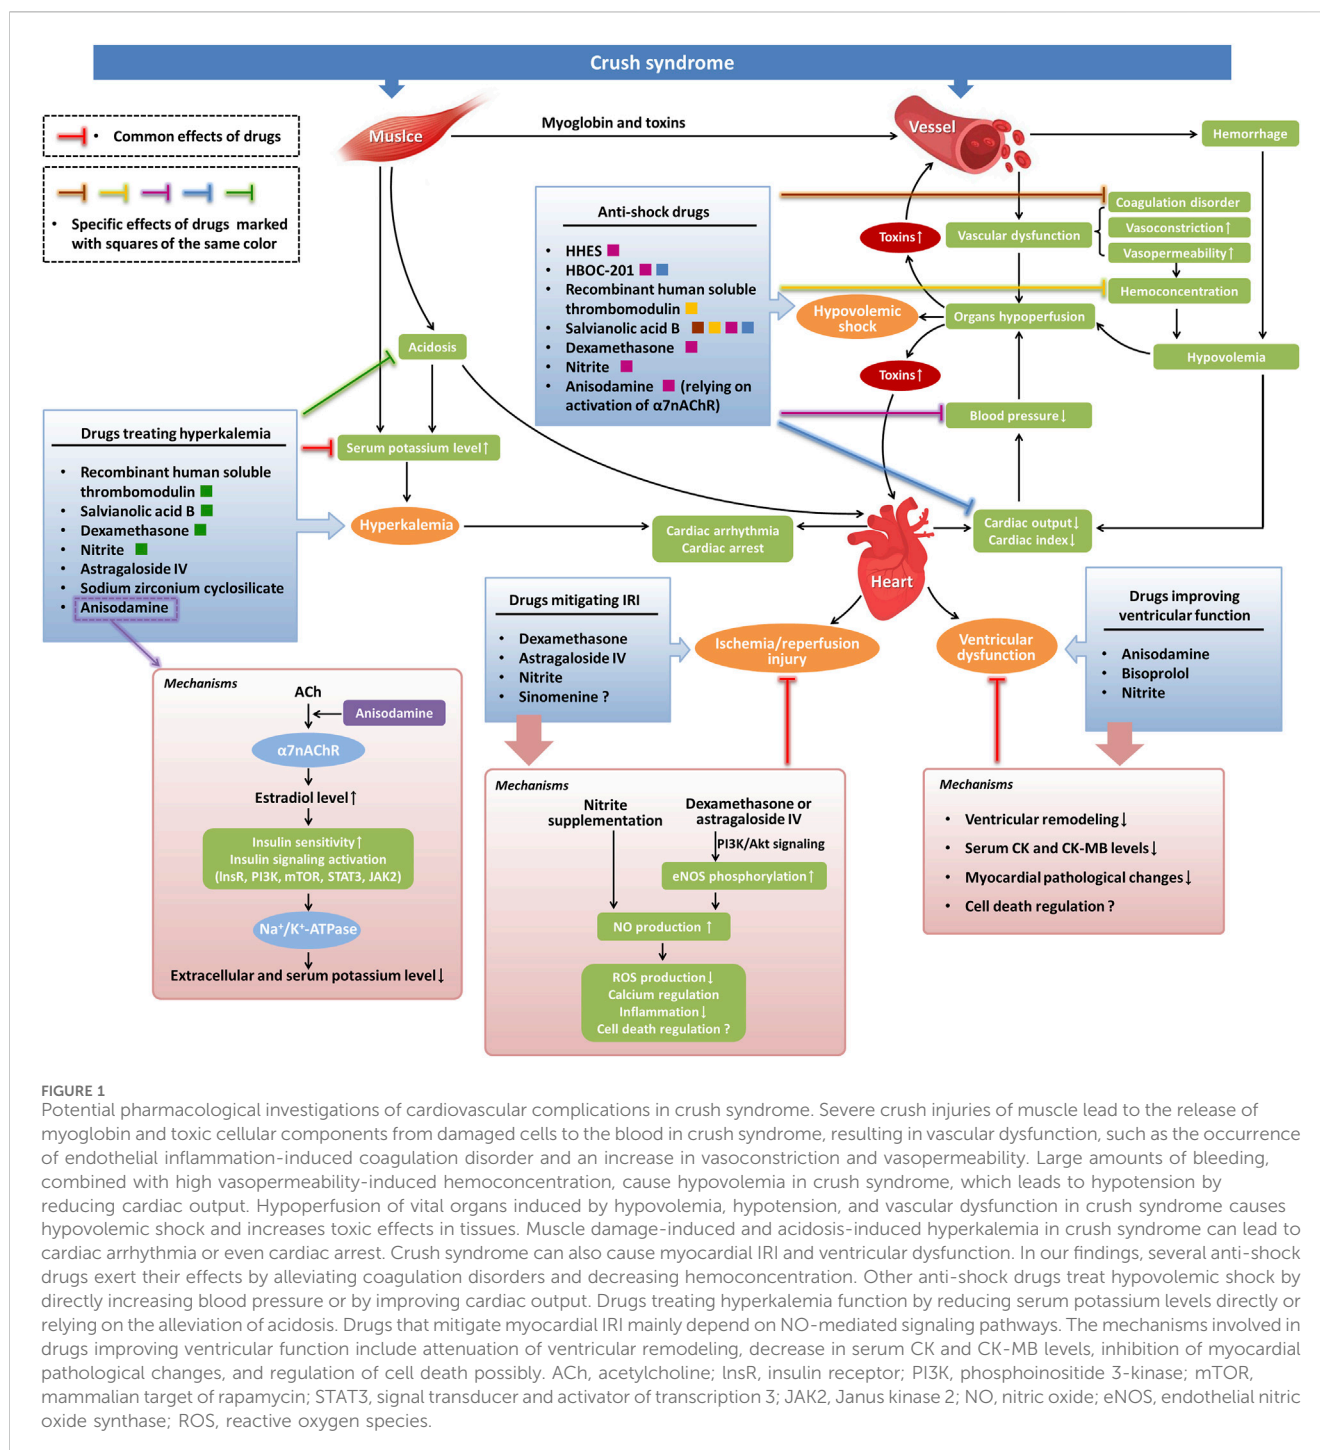 Crush syndrome
Common effects of drugs
Specific effects of drugs marked
with squares of the same color
Muslce
Myoglobin and toxins
Vessel
Hemorrhage
Anti-shock drugs
• HHES
• HBOC-201
• Recombinant human soluble
thrombomodulin
• Salvianolic acid B
• Dexamethasone
• Nitrite
• Anisodamine (relying on
activation of α7nAChR)
Toxins↑
Vascular dysfunction
Coagulation disorder
Vasoconstriction↑
Vasopermeability↑
Hemoconcentration
Hypovolemic
shock
Organs hypoperfusion
Hypovolemia
Toxins↑
Blood pressure↓
Acidosis
Serum potassium level↑
Hyperkalemia
Cardiac arrhythmia
Cardiac arrest
Heart
Cardiac output↓
Cardiac index↓
Drugs treating hyperkalemia
• Recombinant human soluble
thrombomodulin
• Salvianolic acid B
• Dexamethasone
• Nitrite
• Astragaloside IV
• Sodium zirconium cyclosilicate
• Anisodamine
Drugs mitigating IRI
• Dexamethasone
• Astragaloside IV
• Nitrite
• Sinomenine ?
Ischemia/reperfusion
injury
Ventricular
dysfunction
Drugs improving
ventricular function
• Anisodamine
• Bisoprolol
• Nitrite
Mechanisms
ACh
Anisodamine
α7nAChR
Estradiol level↑
Insulin sensitivity↑
Insulin signaling activation
(lnsR, PI3K, mTOR, STAT3, JAK2)
Na⁺/K⁺-ATPase
Extracellular and serum potassium level↓
Mechanisms
Nitrite
supplementation
Dexamethasone or
astragaloside IV
PI3K/Akt signaling
eNOS phosphorylation↑
NO production ↑
ROS production↓
Calcium regulation
Inflammation↓
Cell death regulation ?
Mechanisms
• Ventricular remodeling↓
• Serum CK and CK-MB levels↓
• Myocardial pathological changes↓
• Cell death regulation ?
FIGURE 1
Potential pharmacological investigations of cardiovascular complications in crush syndrome. Severe crush injuries of muscle lead to the release of
myoglobin and toxic cellular components from damaged cells to the blood in crush syndrome, resulting in vascular dysfunction, such as the occurrence
of endothelial inflammation-induced coagulation disorder and an increase in vasoconstriction and vasopermeability. Large amounts of bleeding,
combined with high vasopermeability-induced hemoconcentration, cause hypovolemia in crush syndrome, which leads to hypotension by
reducing cardiac output. Hypoperfusion of vital organs induced by hypovolemia, hypotension, and vascular dysfunction in crush syndrome causes
hypovolemic shock and increases toxic effects in tissues. Muscle damage-induced and acidosis-induced hyperkalemia in crush syndrome can lead to
cardiac arrhythmia or even cardiac arrest. Crush syndrome can also cause myocardial IRI and ventricular dysfunction. In our findings, several anti-shock
drugs exert their effects by alleviating coagulation disorders and decreasing hemoconcentration. Other anti-shock drugs treat hypovolemic shock by
directly increasing blood pressure or by improving cardiac output. Drugs treating hyperkalemia function by reducing serum potassium levels directly or
relying on the alleviation of acidosis. Drugs that mitigate myocardial IRI mainly depend on NO-mediated signaling pathways. The mechanisms involved in
drugs improving ventricular function include attenuation of ventricular remodeling, decrease in serum CK and CK-MB levels, inhibition of myocardial
pathological changes, and regulation of cell death possibly. ACh, acetylcholine; lnsR, insulin receptor; PI3K, phosphoinositide 3-kinase; mTOR,
mammalian target of rapamycin; STAT3, signal transducer and activator of transcription 3; JAK2, Janus kinase 2; NO, nitric oxide; eNOS, endothelial nitric
oxide synthase; ROS, reactive oxygen species.